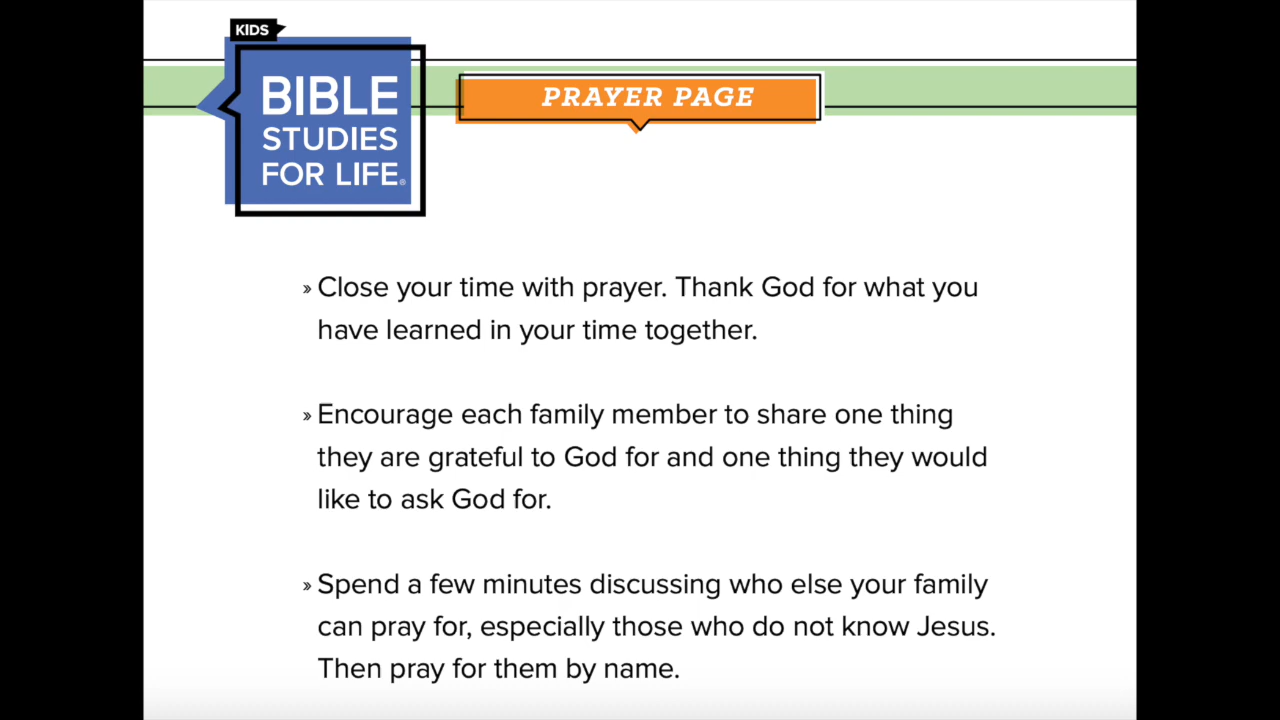 KIDS
BIBLE
STUDIES
FOR LIFE®
PRAYER PAGE
» Close your time with prayer. Thank God for what you
have learned in your time together.
» Encourage each family member to share one thing
they are grateful to God for and one thing they would
like to ask God for.
» Spend a few minutes discussing who else your family
can pray for, especially those who do not know Jesus.
Then pray for them by name.